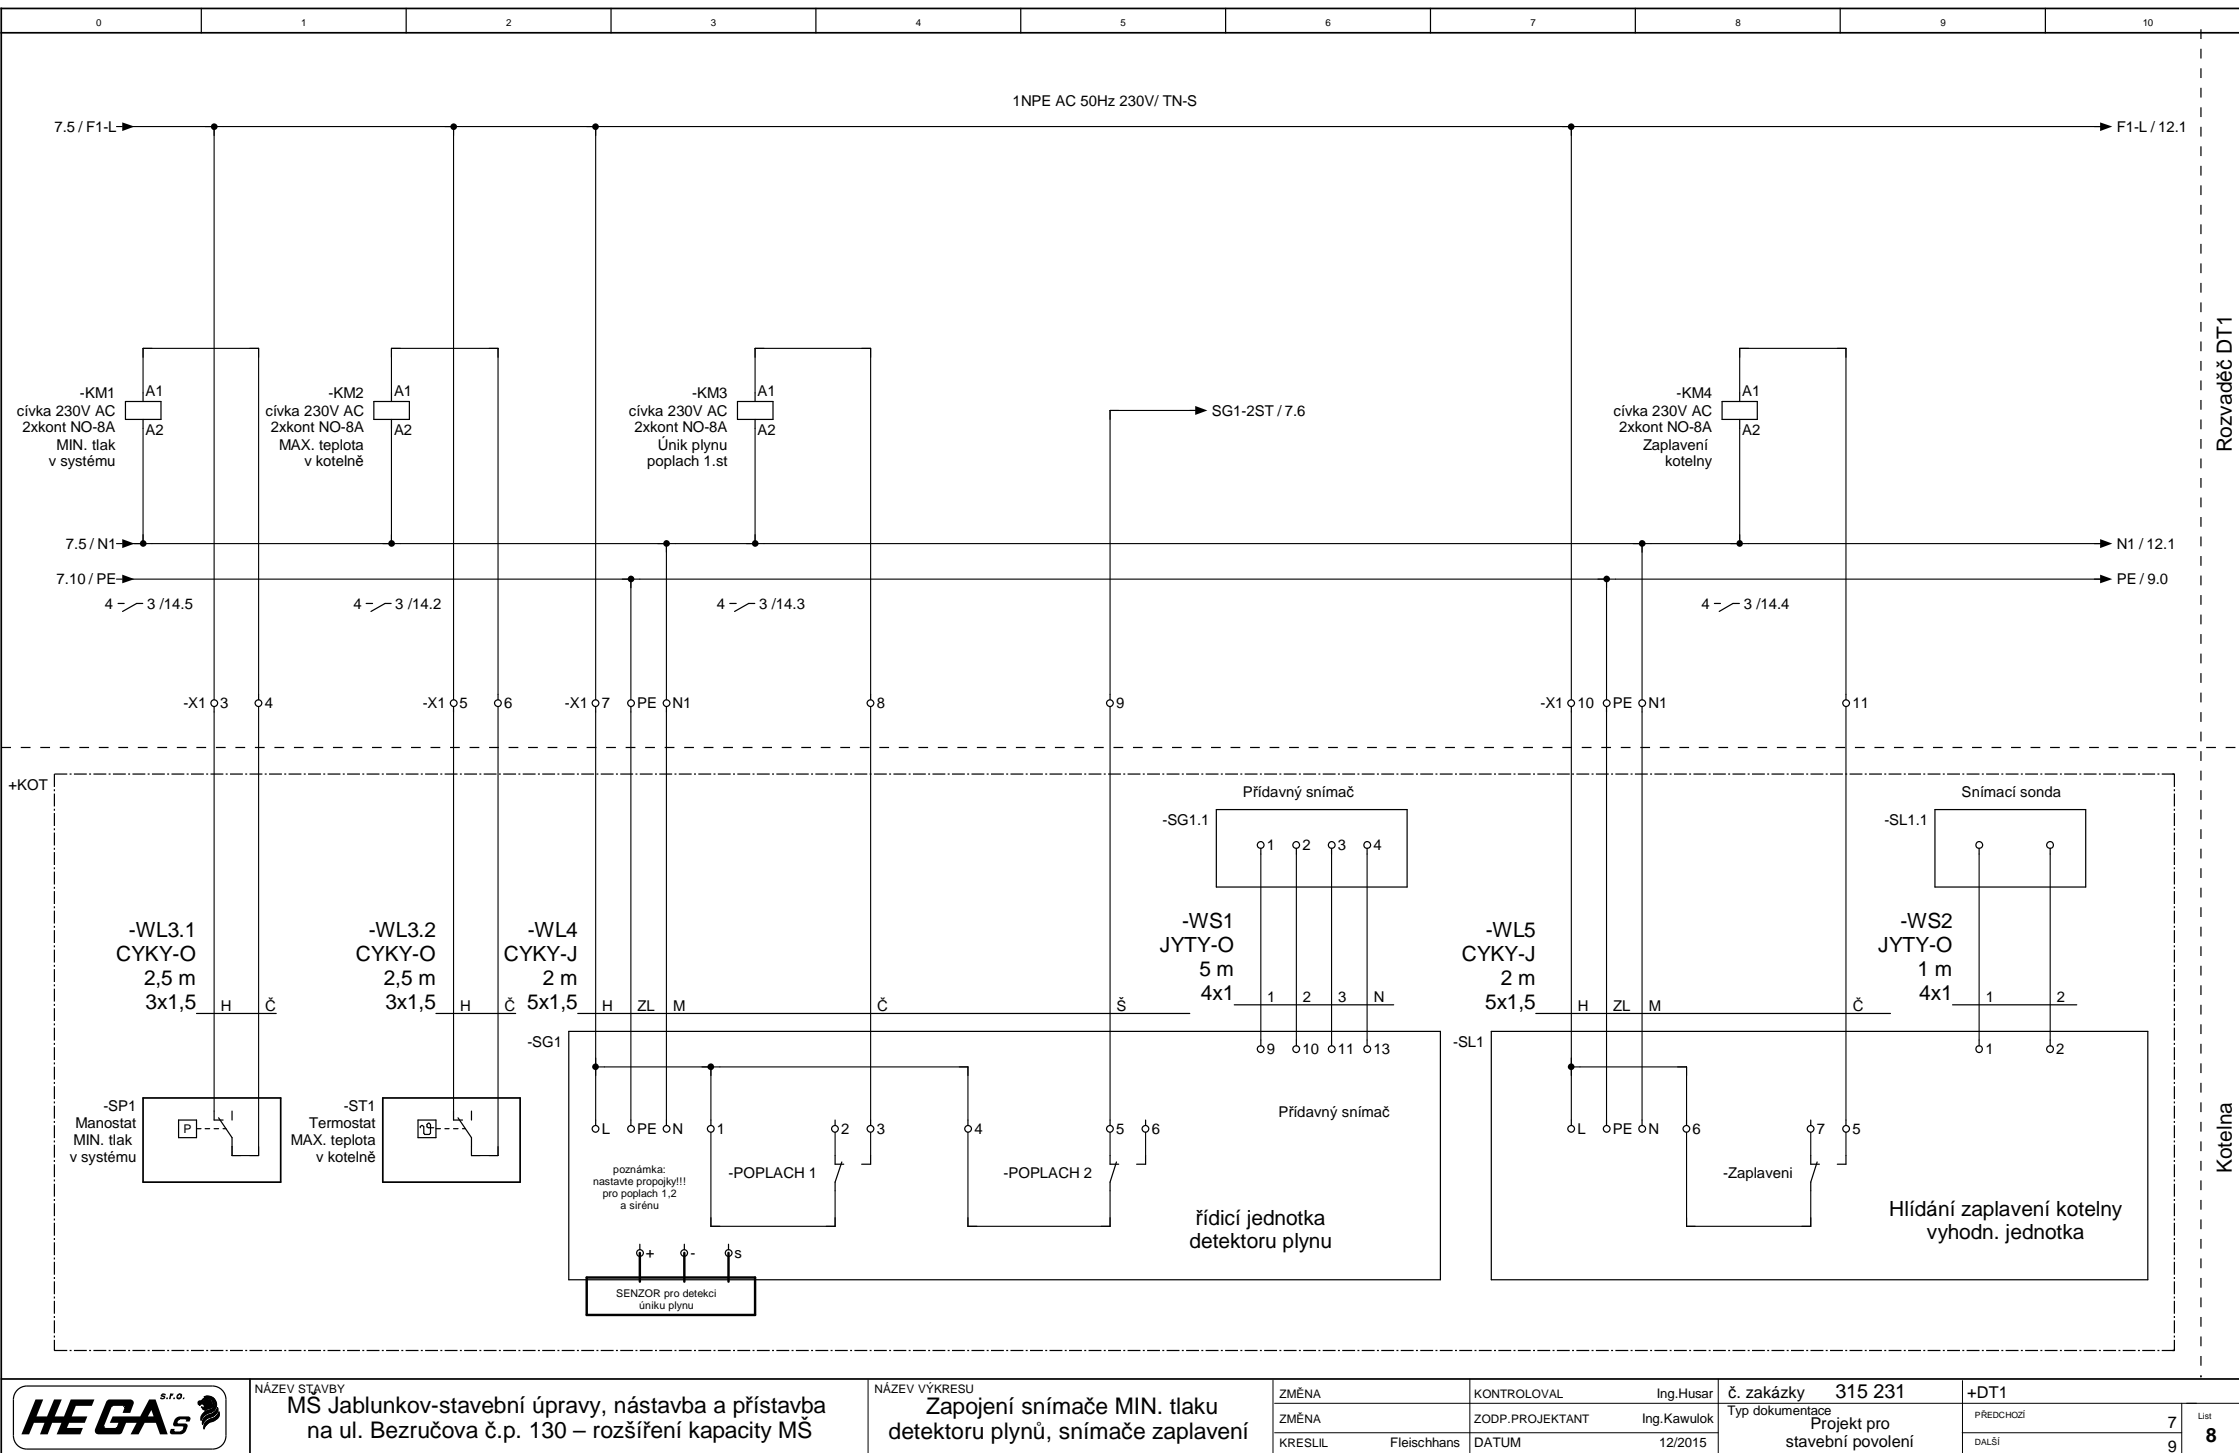 0 1 2 3 4 5 6 7 8 9 10
1NPE AC 50Hz 230V/ TN-S
7.5 / F1-L
F1-L / 12.1
-KM1
cívka 230V AC
2xkont NO-8A
MIN. tlak
v systému
A1
A2
-KM2
cívka 230V AC
2xkont NO-8A
MAX. teplota
v kotelně
A1
A2
-KM3
cívka 230V AC
2xkont NO-8A
Únik plynu
poplach 1.st
A1
A2
SG1-2ST / 7.6
-KM4
cívka 230V AC
2xkont NO-8A
Zaplavení
kotelny
A1
A2
Rozvaděč DT1
7.5 / N1
N1 / 12.1
7.10 / PE
PE / 9.0
4 3 /14.5
4 3 /14.2
4 3 /14.3
4 3 /14.4
-X1 3 4
-X1 5 6
-X1 7 PE N1
8
9
-X1 10 PE N1
11
+KOT
Přídavný snímač
-SG1.1
1 2 3 4
Snímací sonda
-SL1.1
-WL3.1
CYKY-O
2,5 m
3x1,5
H Č
-WL3.2
CYKY-O
2,5 m
3x1,5
H Č
-WL4
CYKY-J
2 m
5x1,5
H ZL M Č Š
-WS1
JYTY-O
5 m
4x1
1 2 3 N
-WL5
CYKY-J
2 m
5x1,5
H ZL M Č
-WS2
JYTY-O
1 m
4x1
1 2
-SG1
9 10 11 13
-SL1
1 2
-SP1
Manostat
MIN. tlak
v systému
P
-ST1
Termostat
MAX. teplota
v kotelně
ϑ
Přídavný snímač
L PE N 1 2 3 4 5 6
L PE N 6 7 5
poznámka:
nastavte propojky!!!
pro poplach 1,2
a sirénu
-POPLACH 1
-POPLACH 2
-Zaplaveni
řídicí jednotka
detektoru plynu
Hlídání zaplavení kotelny
vyhodn. jednotka
+ - s
SENZOR pro detekci
úniku plynu
Kotelna
HEGAs s.r.o.
NÁZEV STAVBY
MŠ Jablunkov-stavební úpravy, nástavba a přístavba
na ul. Bezručova č.p. 130 – rozšíření kapacity MŠ
NÁZEV VÝKRESU
Zapojení snímače MIN. tlaku
detektoru plynů, snímače zaplavení
ZMĚNA
ZMĚNA
KRESLIL Fleischhans
KONTROLOVAL Ing.Husar
ZODP.PROJEKTANT Ing.Kawulok
DATUM 12/2015
č. zakázky 315 231
Typ dokumentace
Projekt pro
stavební povolení
+DT1
PŘEDCHOZÍ 7
DALŠÍ 9
List
8